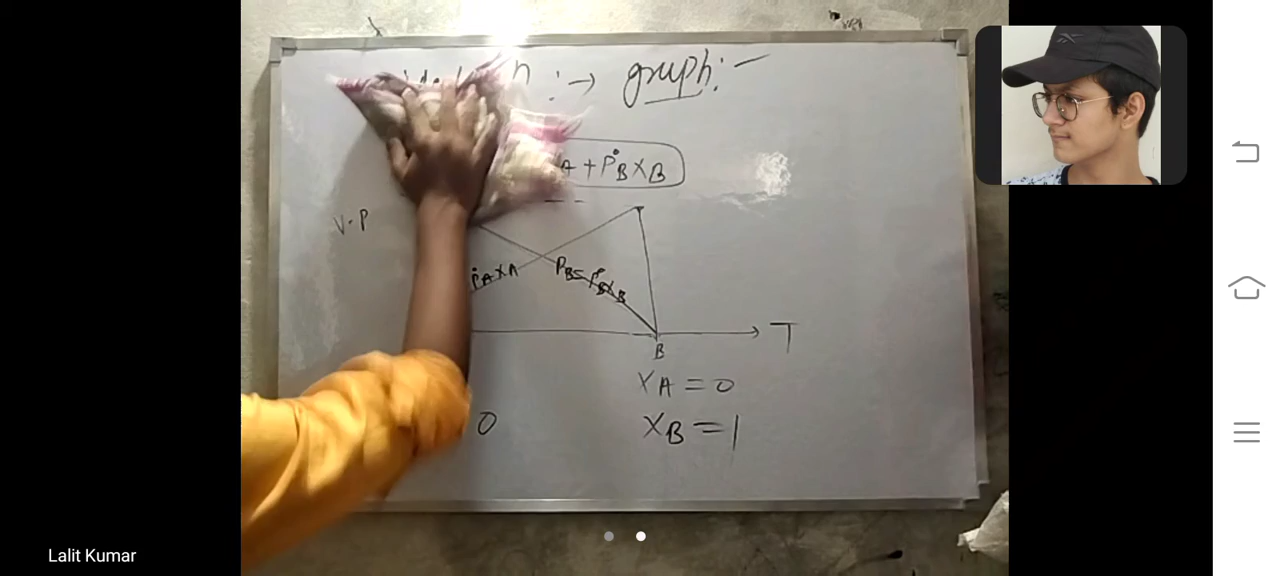 :→ graph:-
A + P°B XB
V.P
P°A XA
PB = P°B XB
T
B
XA = 0
0
XB = 1
Lalit Kumar